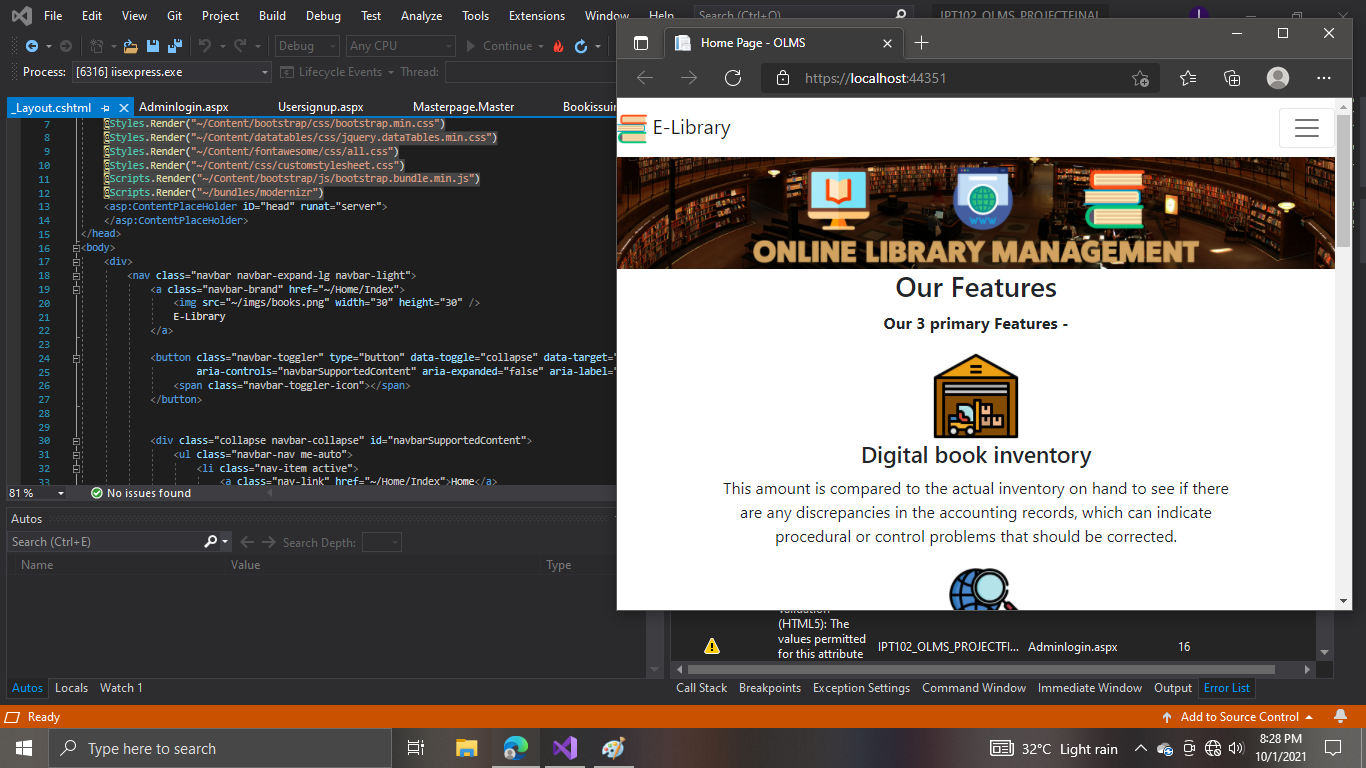 File Edit View Git Project Build Debug Test Analyze Tools Extensions Window Help Search (Ctrl+Q) IPT102_OLMS_PROJECTFINAL
Debug Any CPU Continue
Process: [6316] iisexpress.exe Lifecycle Events Thread:
_Layout.cshtml Adminlogin.aspx Usersignup.aspx Masterpage.Master
7 @Styles.Render("~/Content/bootstrap/css/bootstrap.min.css")
8 @Styles.Render("~/Content/datatables/css/jquery.dataTables.min.css")
9 @Styles.Render("~/Content/fontawesome/css/all.css")
10 @Styles.Render("~/Content/css/customstylesheet.css")
11 @Scripts.Render("~/Content/bootstrap/js/bootstrap.bundle.min.js")
12 @Scripts.Render("~/bundles/modernizr")
13 <asp:ContentPlaceHolder iD="head" runat="server">
14 </asp:ContentPlaceHolder>
15 </head>
16 <body>
17 <div>
18 <nav class="navbar navbar-expand-lg navbar-light">
19 <a class="navbar-brand" href="~/Home/Index">
20 <img src="~/imgs/books.png" width="30" height="30" />
21 E-Library
22 </a>
23
24 <button class="navbar-toggler" type="button" data-toggle="collapse" data-target="
25 aria-controls="navbarSupportedContent" aria-expanded="false" aria-label="
26 <span class="navbar-toggler-icon"></span>
27 </button>
28
29
30 <div class="collapse navbar-collapse" id="navbarSupportedContent">
31 <ul class="navbar-nav me-auto">
32 <li class="nav-item active">
33 <a class="nav-link" href="~/Home/Index">Home</a>
81 % No issues found
Autos
Search (Ctrl+E) Search Depth:
Name Value Type
Autos Locals Watch 1
Home Page - OLMS
https://localhost:44351
E-Library
WWW
ONLINE LIBRARY MANAGEMENT
Our Features
Our 3 primary Features -
Digital book inventory
This amount is compared to the actual inventory on hand to see if there
are any discrepancies in the accounting records, which can indicate
procedural or control problems that should be corrected.
(HTML5): The
values permitted
for this attribute
IPT102_OLMS_PROJECTFI... Adminlogin.aspx 16
Call Stack Breakpoints Exception Settings Command Window Immediate Window Output Error List
Ready Add to Source Control
Type here to search
32°C Light rain
8:28 PM
10/1/2021